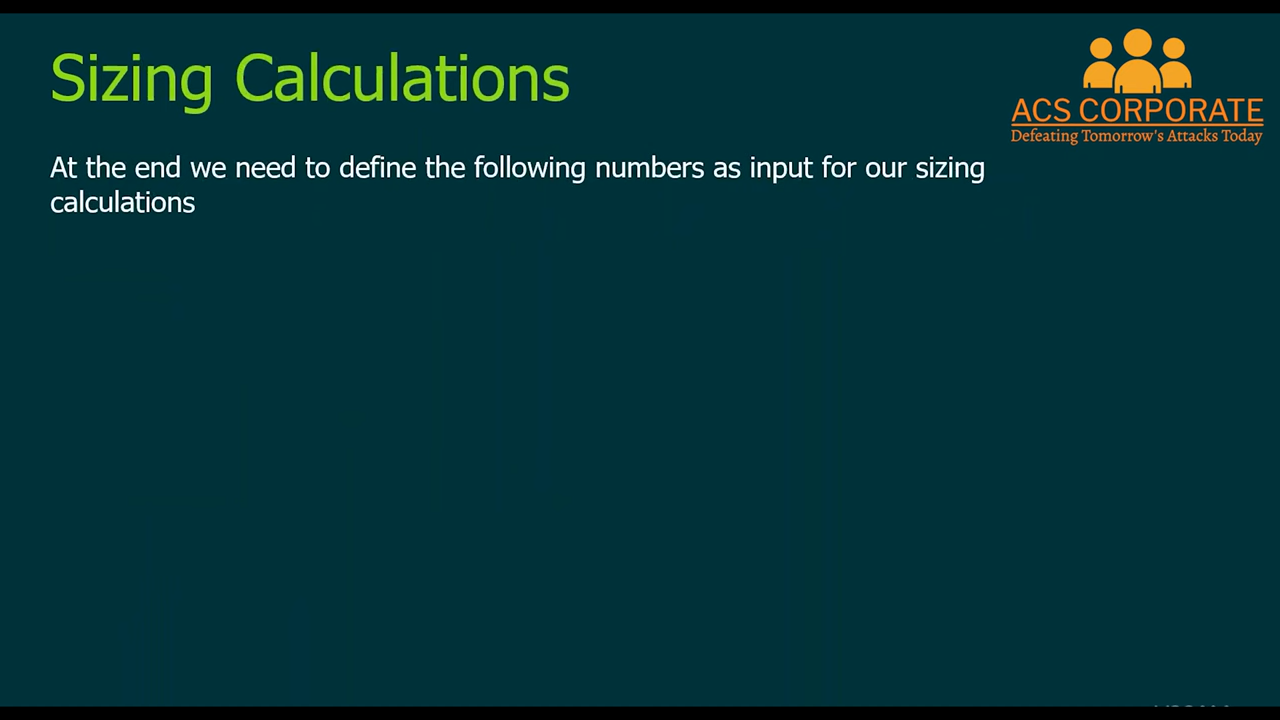 Sizing Calculations
ACS CORPORATE
Defeating Tomorrow's Attacks Today
At the end we need to define the following numbers as input for our sizing
calculations